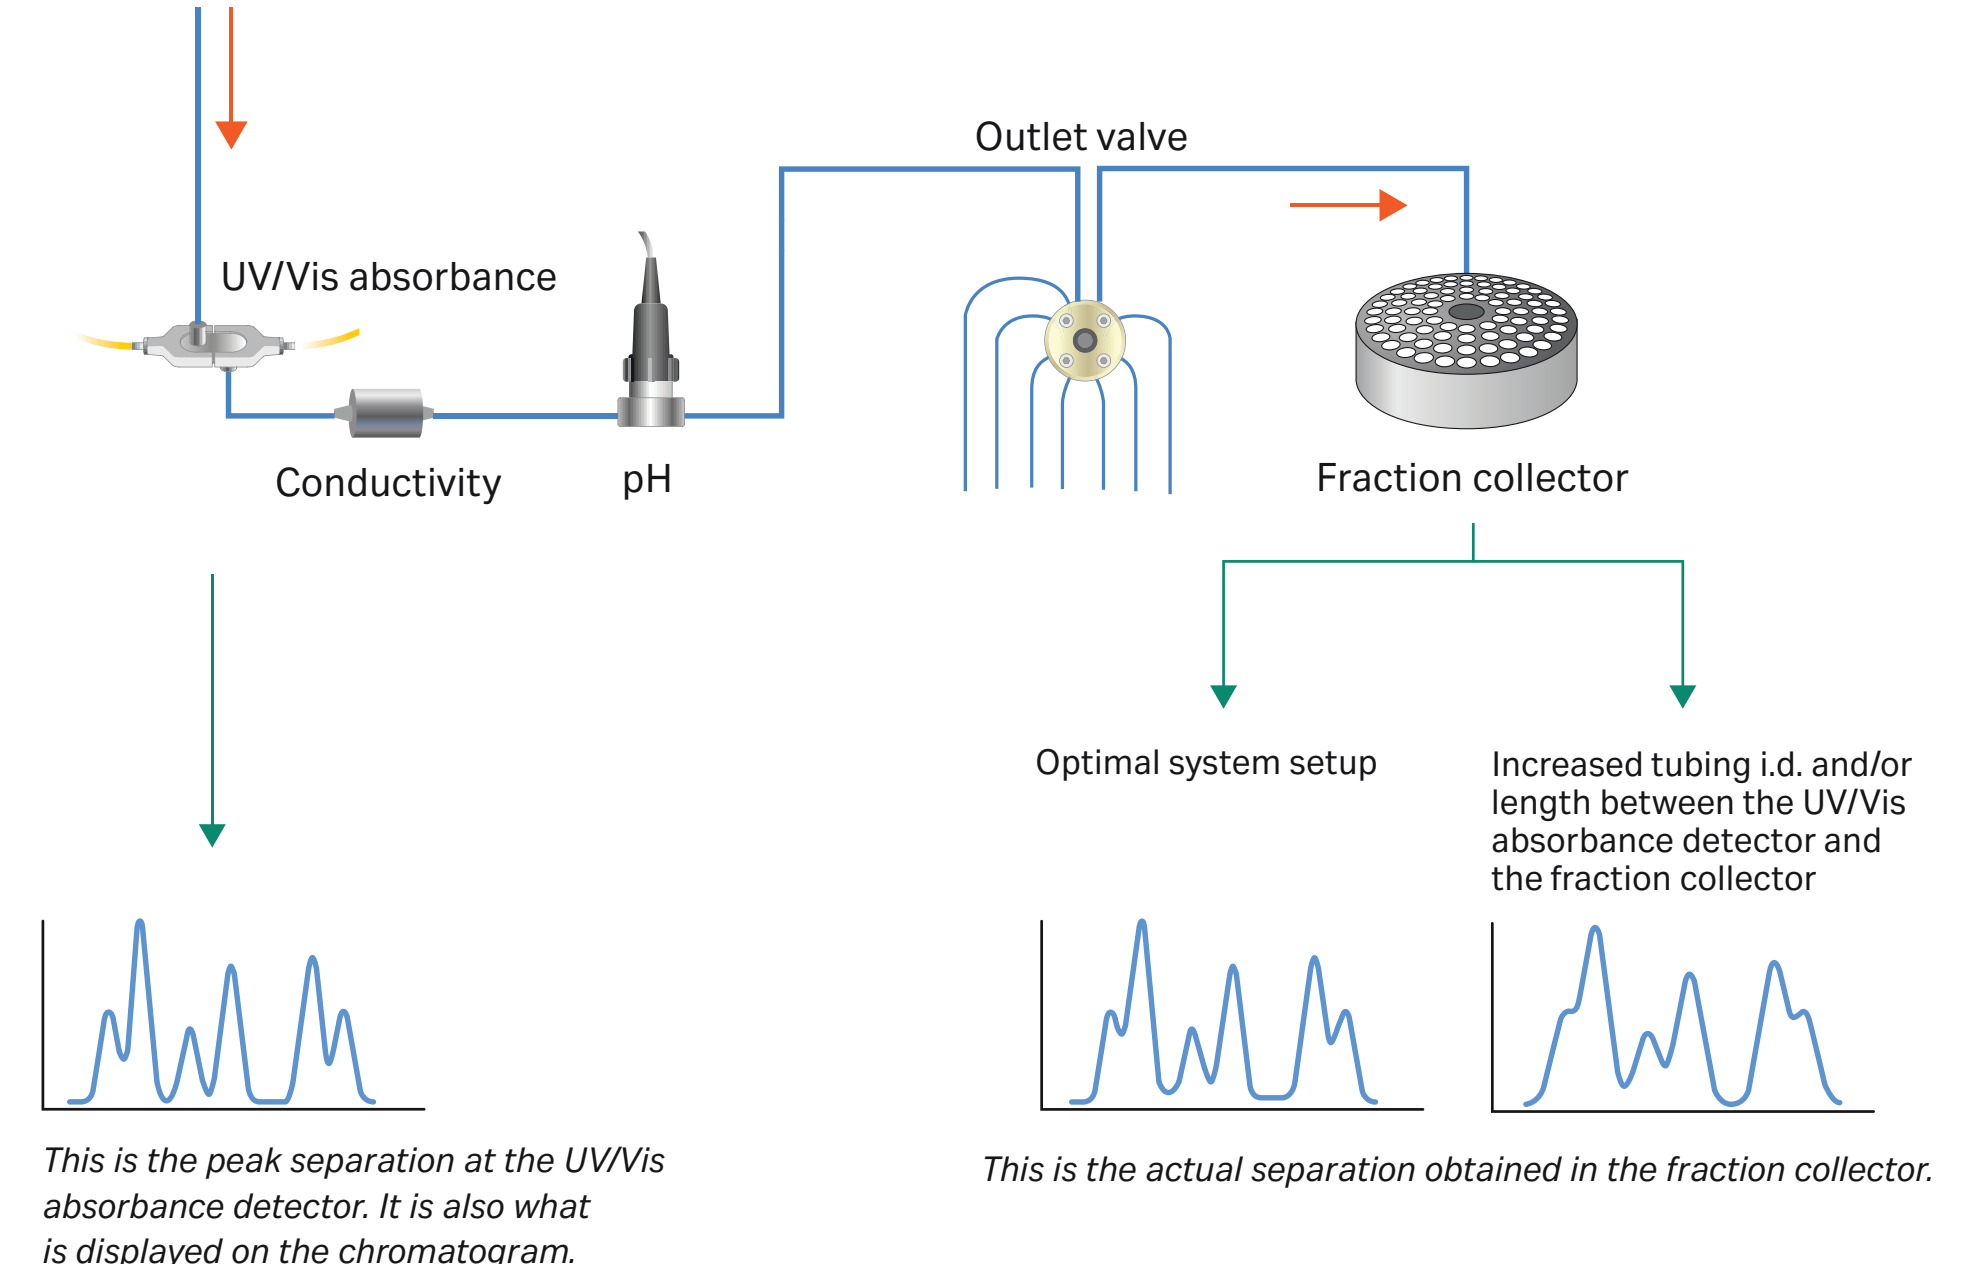 Outlet valve
UV/Vis absorbance
Conductivity
pH
Fraction collector
Optimal system setup
Increased tubing i.d. and/or
length between the UV/Vis
absorbance detector and
the fraction collector
This is the peak separation at the UV/Vis
absorbance detector. It is also what
is displayed on the chromatogram.
This is the actual separation obtained in the fraction collector.